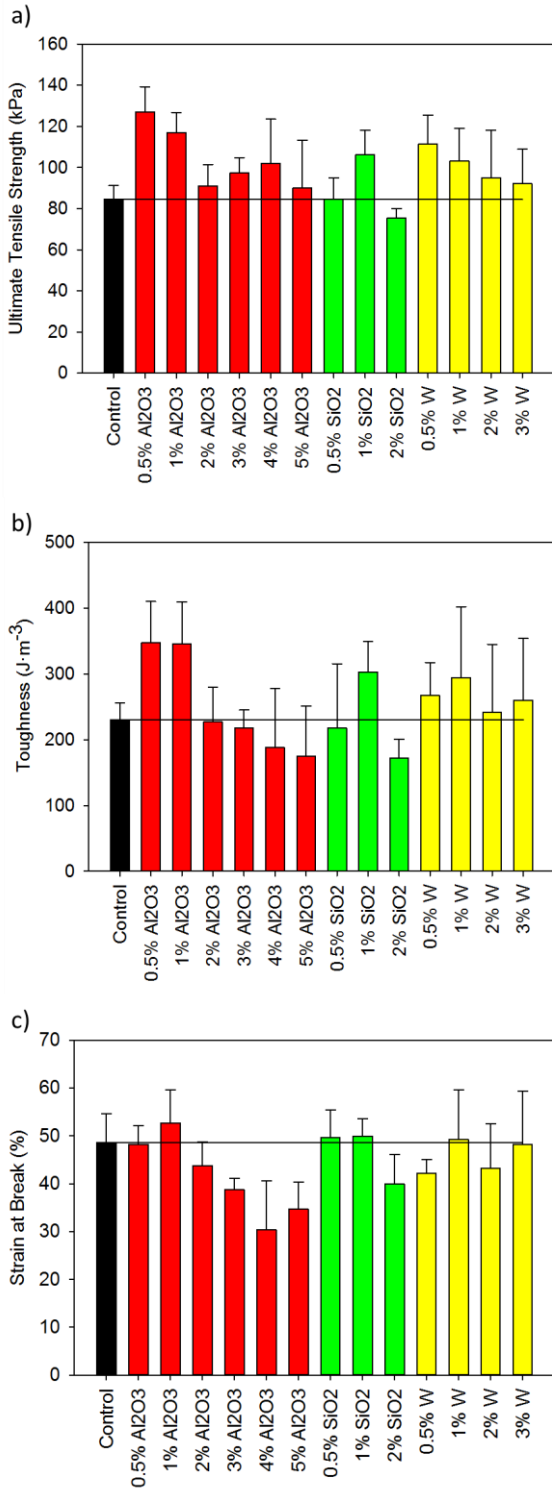 a)
Ultimate Tensile Strength (kPa)
160
140
120
100
80
60
40
20
0
Control
0.5% Al2O3
1% Al2O3
2% Al2O3
3% Al2O3
4% Al2O3
5% Al2O3
0.5% SiO2
1% SiO2
2% SiO2
0.5% W
1% W
2% W
3% W
b)
Toughness (J·m⁻³)
500
400
300
200
100
0
Control
0.5% Al2O3
1% Al2O3
2% Al2O3
3% Al2O3
4% Al2O3
5% Al2O3
0.5% SiO2
1% SiO2
2% SiO2
0.5% W
1% W
2% W
3% W
c)
Strain at Break (%)
70
60
50
40
30
20
10
0
Control
0.5% Al2O3
1% Al2O3
2% Al2O3
3% Al2O3
4% Al2O3
5% Al2O3
0.5% SiO2
1% SiO2
2% SiO2
0.5% W
1% W
2% W
3% W